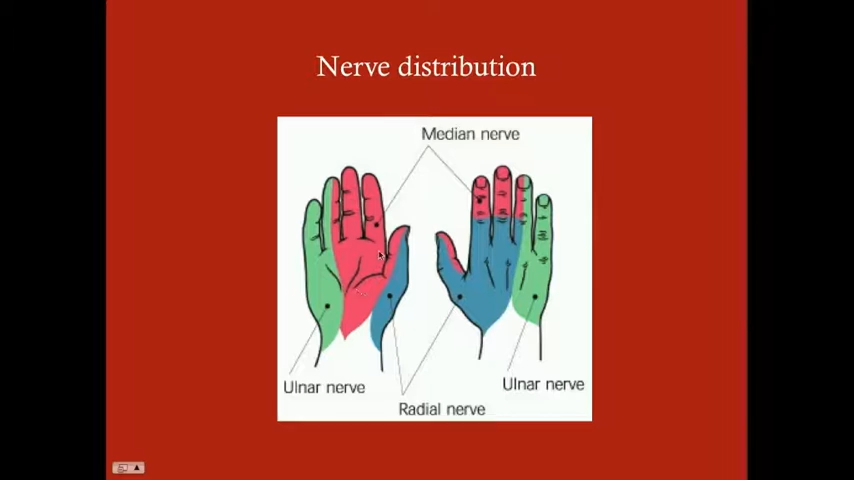 Nerve distribution
Median nerve
Ulnar nerve
Ulnar nerve
Radial nerve